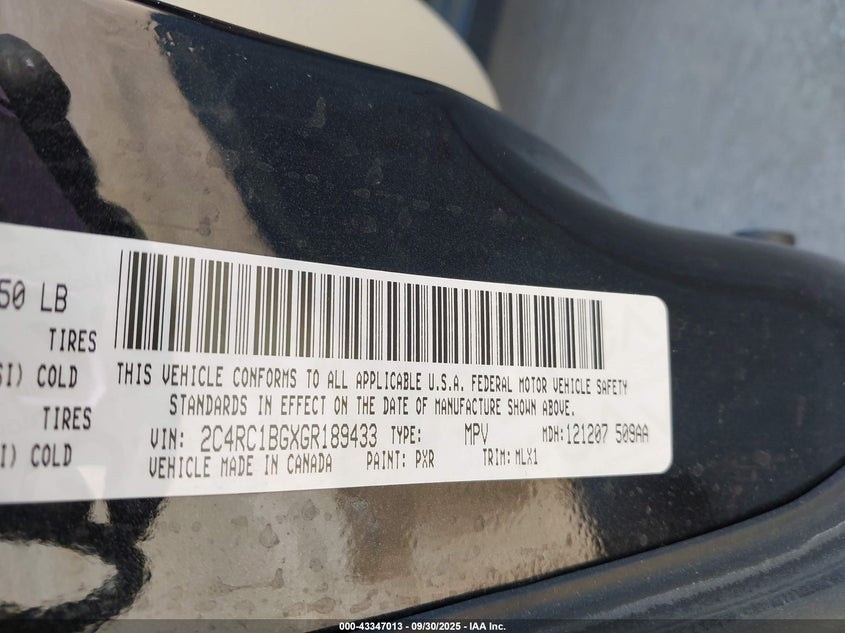 50 LB
TIRES
SI) COLD
TIRES
I) COLD
THIS VEHICLE CONFORMS TO ALL APPLICABLE U.S.A. FEDERAL MOTOR VEHICLE SAFETY
STANDARDS IN EFFECT ON THE DATE OF MANUFACTURE SHOWN ABOVE.
VIN: 2C4RC1BGXGR189433 TYPE: MPV MDH:121207 509AA
VEHICLE MADE IN CANADA PAINT: PXR TRIM: MLX1
000-43347013 - 09/30/2025 - IAA Inc.